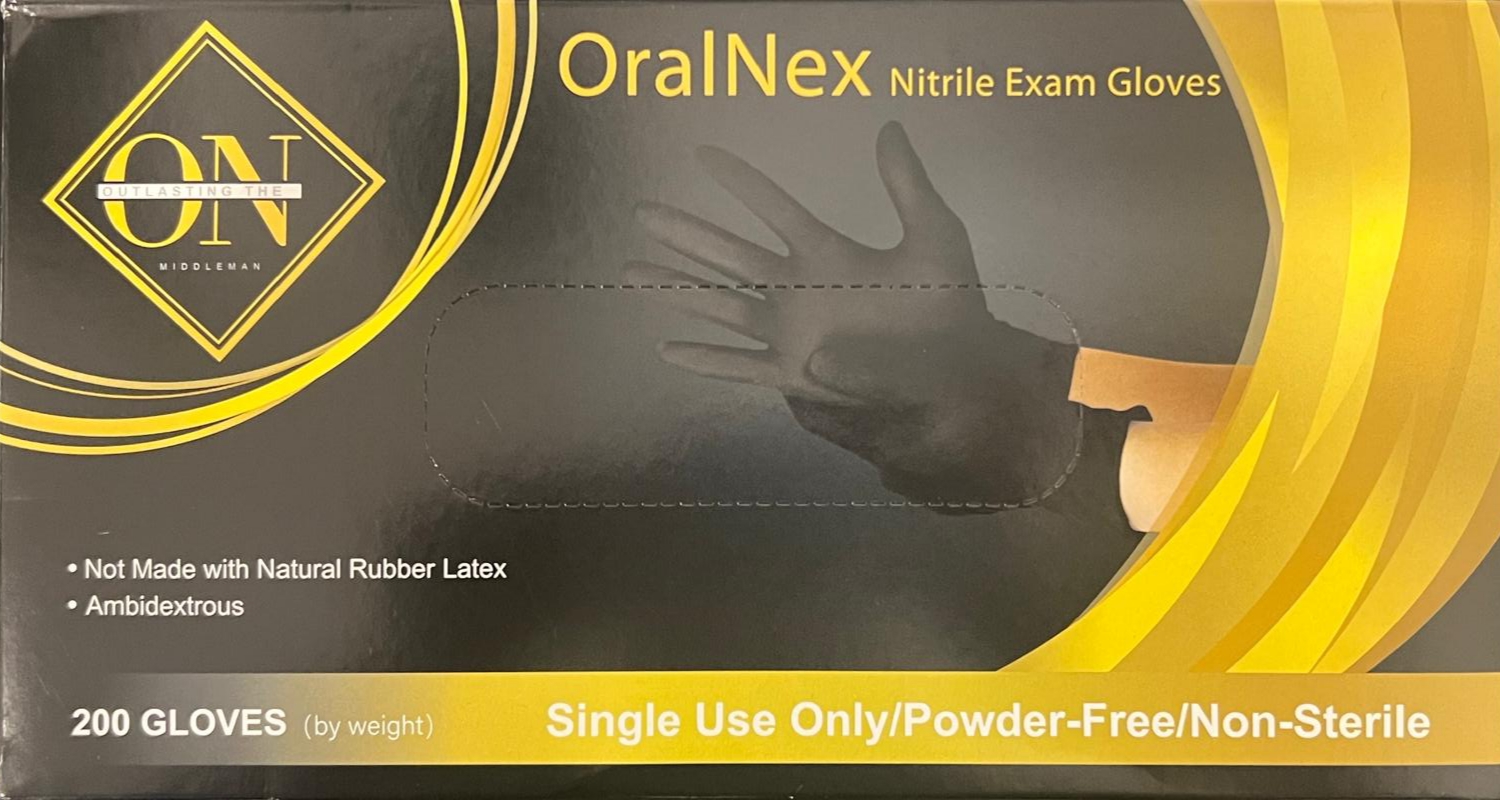 OralNex Nitrile Exam Gloves
ON
OUTLASTING THE
MIDDLEMAN
• Not Made with Natural Rubber Latex
• Ambidextrous
200 GLOVES (by weight)
Single Use Only/Powder-Free/Non-Sterile